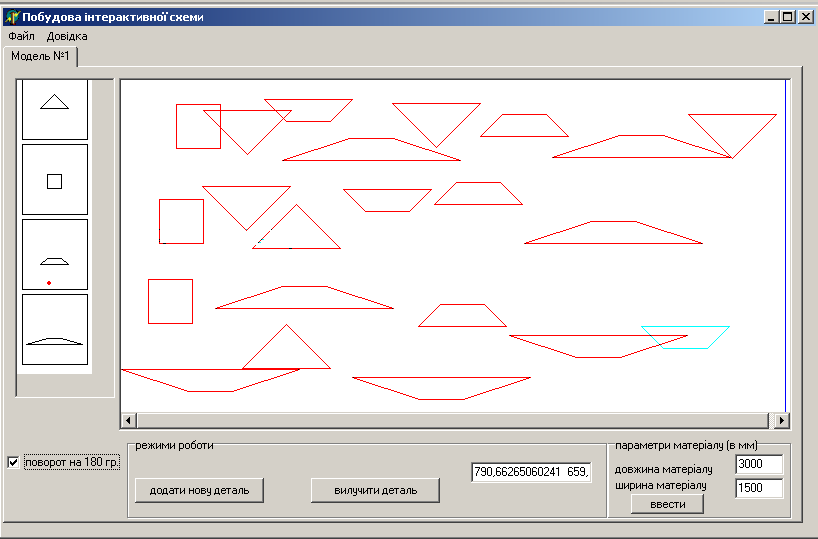 Побудова інтерактивної схеми
Файл Довідка
Модель №1
поворот на 180 гр.
режими роботи
додати нову деталь
вилучити деталь
790,66265060241 659,
параметри матеріалу (в мм)
довжина матеріалу 3000
ширина матеріалу 1500
ввести